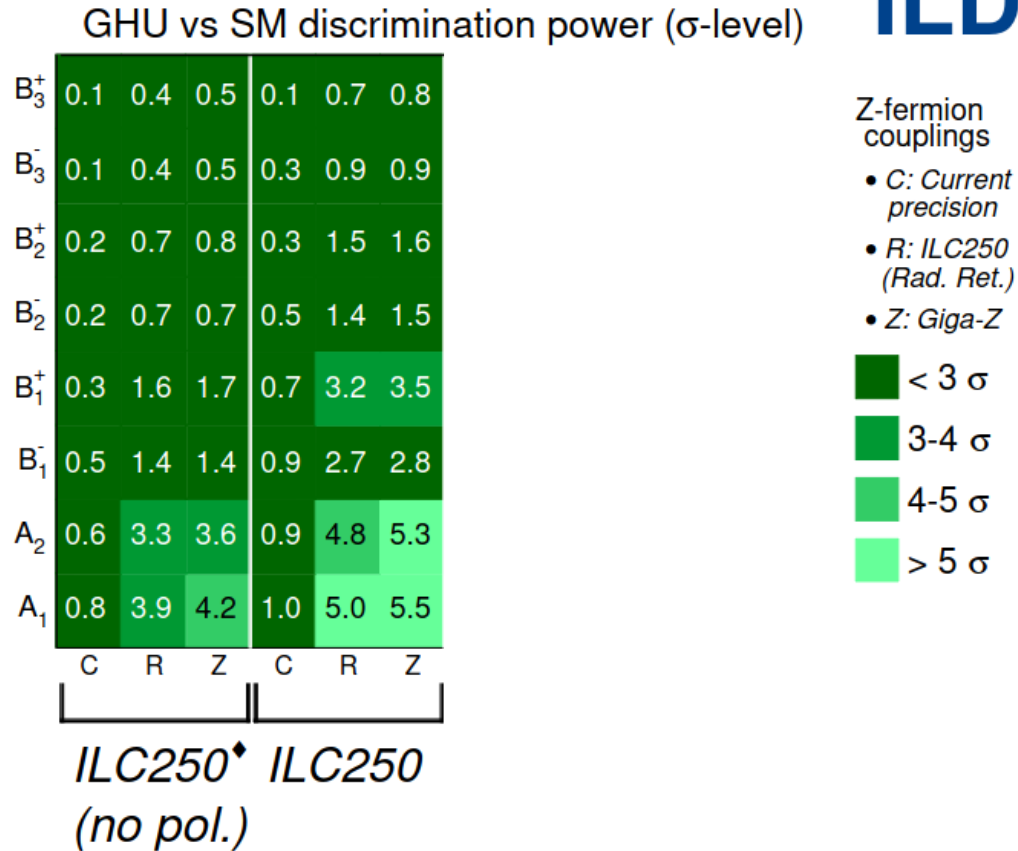 GHU vs SM discrimination power (σ-level)
ILD
B₃⁺ 0.1 0.4 0.5 0.1 0.7 0.8
B₃⁻ 0.1 0.4 0.5 0.3 0.9 0.9
B₂⁺ 0.2 0.7 0.8 0.3 1.5 1.6
B₂⁻ 0.2 0.7 0.7 0.5 1.4 1.5
B₁⁺ 0.3 1.6 1.7 0.7 3.2 3.5
B₁⁻ 0.5 1.4 1.4 0.9 2.7 2.8
A₂ 0.6 3.3 3.6 0.9 4.8 5.3
A₁ 0.8 3.9 4.2 1.0 5.0 5.5
C R Z C R Z
ILC250♦ ILC250
(no pol.)
Z-fermion
couplings
• C: Current
precision
• R: ILC250
(Rad. Ret.)
• Z: Giga-Z
< 3 σ
3-4 σ
4-5 σ
> 5 σ